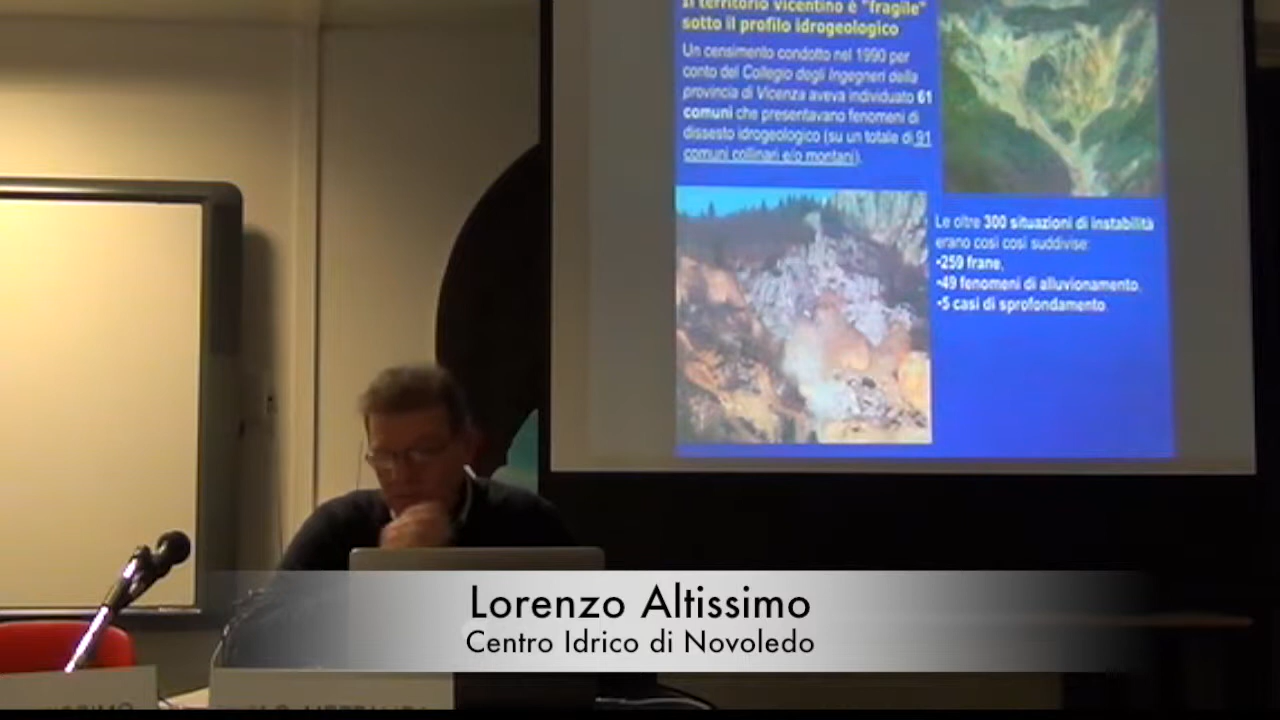 Il territorio vicentino è "fragile"
sotto il profilo idrogeologico
Un censimento condotto nel 1990 per
conto del Collegio degli Ingegneri della
provincia di Vicenza aveva individuato 61
comuni che presentavano fenomeni di
dissesto idrogeologico (su un totale di 91
comuni collinari e/o montani).
Le oltre 300 situazioni di instabilità
erano così così suddivise:
•259 frane,
•49 fenomeni di alluvionamento,
•5 casi di sprofondamento.
Lorenzo Altissimo
Centro Idrico di Novoledo